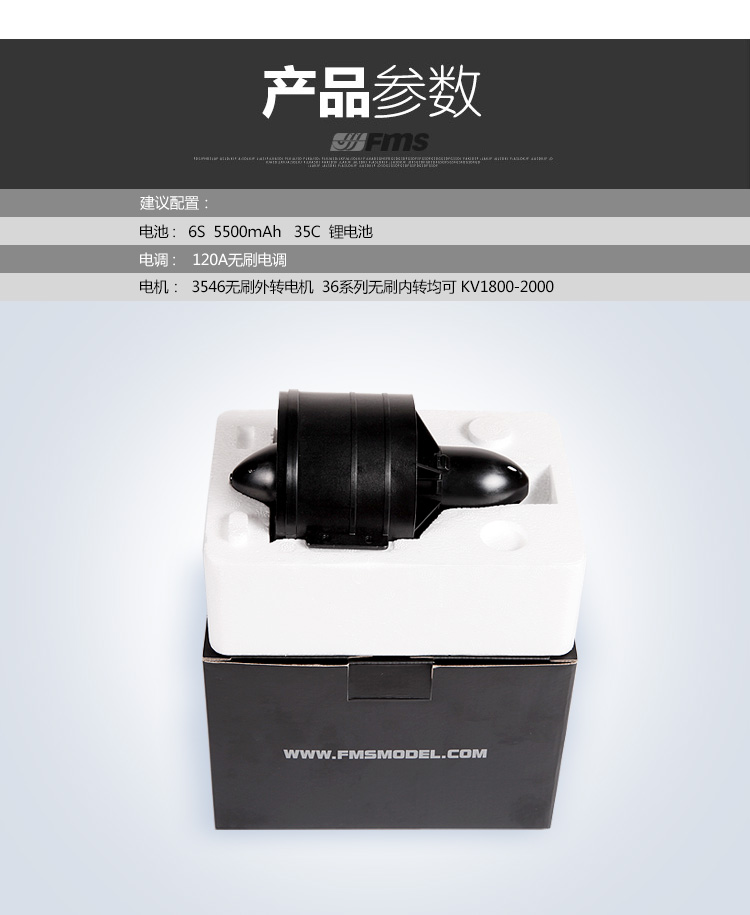 产品参数
Fms
建议配置：
电池： 6S 5500mAh 35C 锂电池
电调： 120A无刷电调
电机： 3546无刷外转电机 36系列无刷内转均可 KV1800-2000
WWW.FMSMODEL.COM